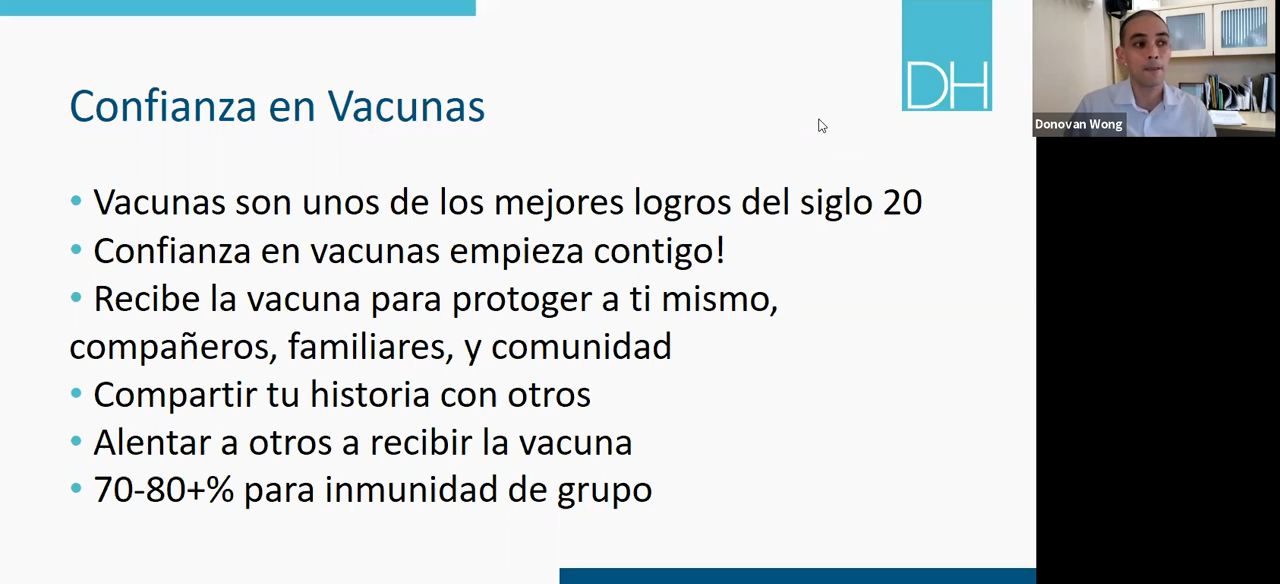 Confianza en Vacunas
DH
Donovan Wong
• Vacunas son unos de los mejores logros del siglo 20
• Confianza en vacunas empieza contigo!
• Recibe la vacuna para protoger a ti mismo,
compañeros, familiares, y comunidad
• Compartir tu historia con otros
• Alentar a otros a recibir la vacuna
• 70-80+% para inmunidad de grupo